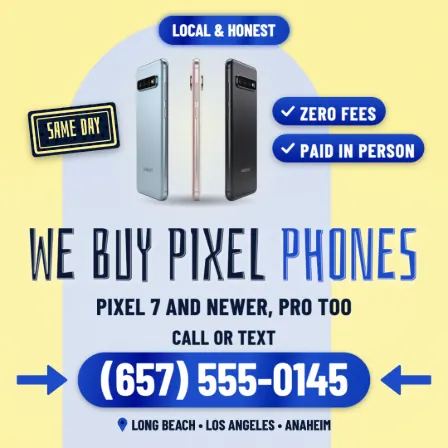 LOCAL & HONEST
SAME DAY
ZERO FEES
PAID IN PERSON
WE BUY PIXEL PHONES
PIXEL 7 AND NEWER, PRO TOO
CALL OR TEXT
(657) 555-0145
LONG BEACH • LOS ANGELES • ANAHEIM